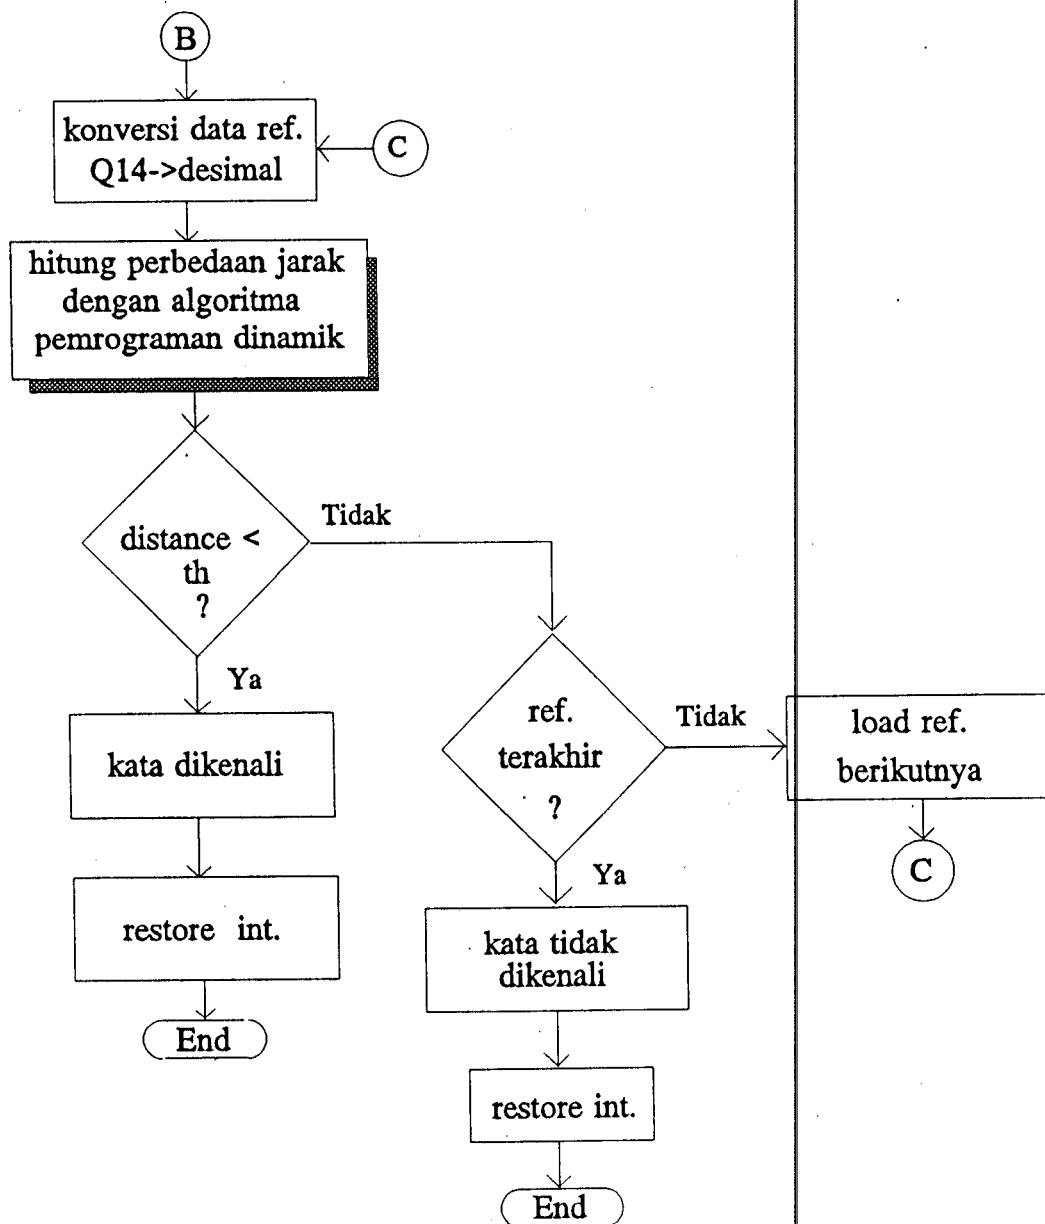 B
konversi data ref.
Q14->desimal
C
hitung perbedaan jarak
dengan algoritma
pemrograman dinamik
distance <
th
?
Tidak
Ya
kata dikenali
restore int.
End
ref.
terakhir
?
Tidak
load ref.
berikutnya
C
Ya
kata tidak
dikenali
restore int.
End